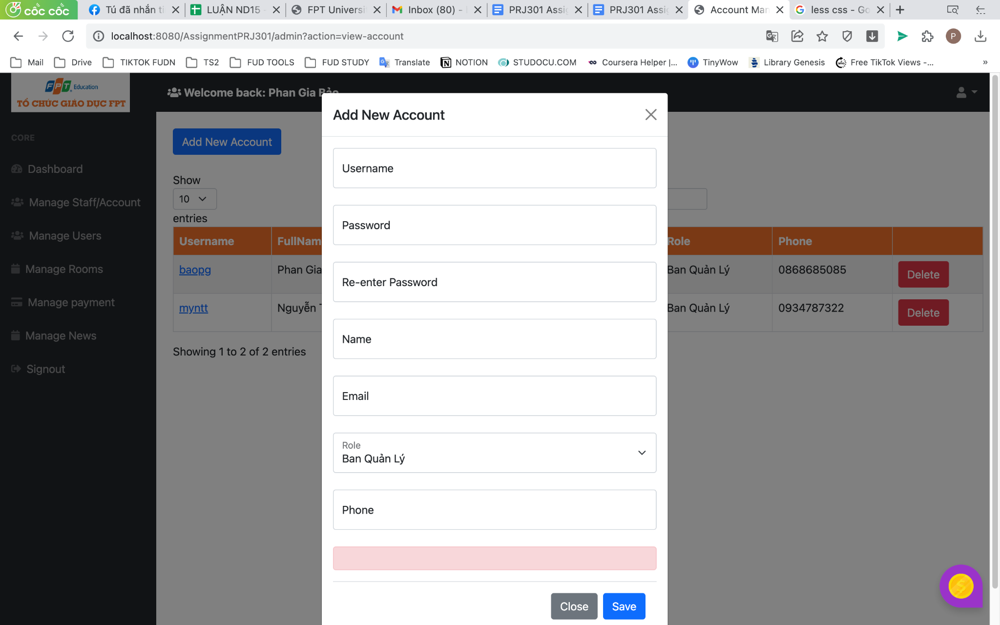 cốc cốc
Tú đã nhắn ti
LUẬN ND15 -
FPT Universi
Inbox (80) -
PRJ301 Assig
PRJ301 Assig
Account Man
less css - Go
localhost:8080/AssignmentPRJ301/admin?action=view-account
P
Mail
Drive
TIKTOK FUDN
TS2
FUD TOOLS
FUD STUDY
Translate
NOTION
STUDOCU.COM
Coursera Helper |...
TinyWow
Library Genesis
Free TikTok Views -...
»
FPT Education
TỔ CHỨC GIÁO DỤC FPT
Welcome back: Phan Gia Bảo
CORE
Dashboard
Manage Staff/Account
Manage Users
Manage Rooms
Manage payment
Manage News
Signout
Add New Account
Show
10
entries
Username
FullNam
Role
Phone
baopg
Phan Gia
Ban Quản Lý
0868685085
Delete
myntt
Nguyễn T
Ban Quản Lý
0934787322
Delete
Showing 1 to 2 of 2 entries
Add New Account
Username
Password
Re-enter Password
Name
Email
Role
Ban Quản Lý
Phone
Close
Save